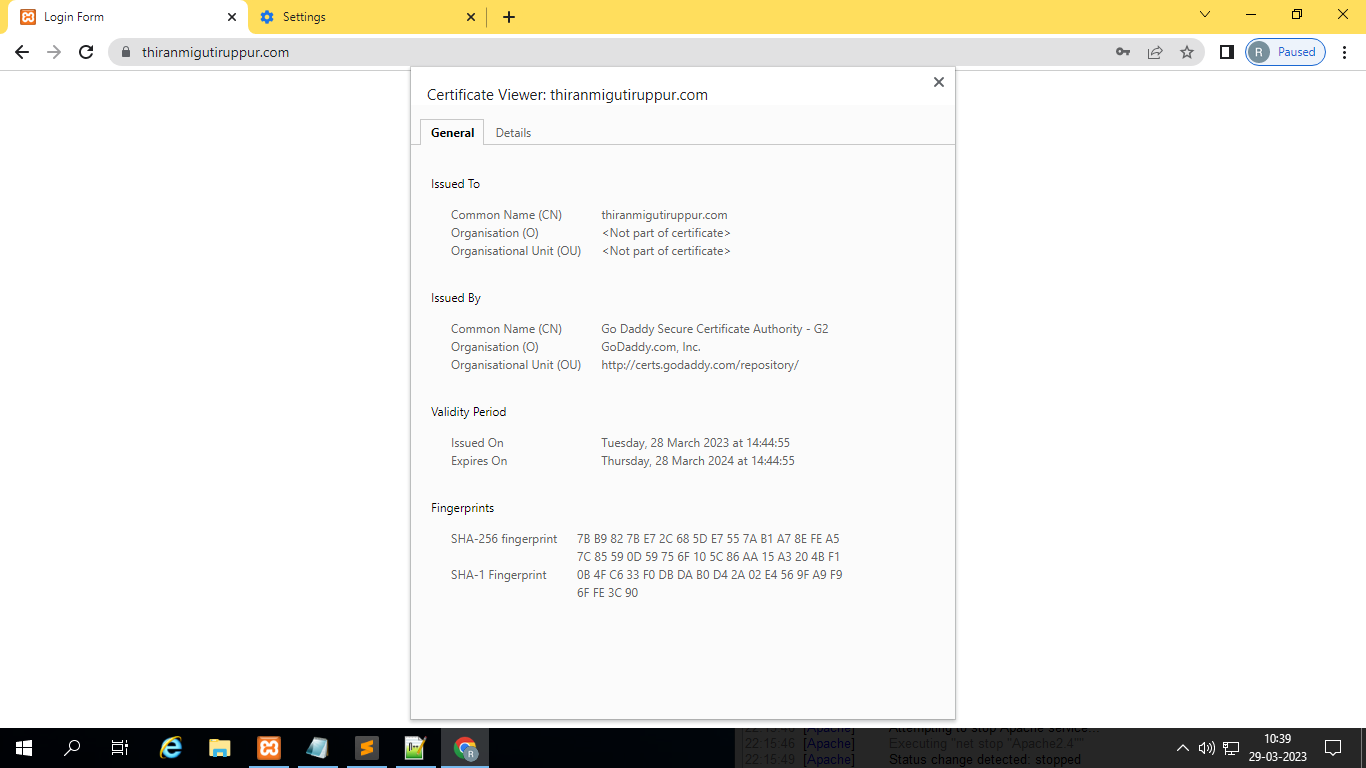 Login Form
Settings
thiranmigutiruppur.com
R Paused
Certificate Viewer: thiranmigutiruppur.com
General Details
Issued To
Common Name (CN) thiranmigutiruppur.com
Organisation (O) <Not part of certificate>
Organisational Unit (OU) <Not part of certificate>
Issued By
Common Name (CN) Go Daddy Secure Certificate Authority - G2
Organisation (O) GoDaddy.com, Inc.
Organisational Unit (OU) http://certs.godaddy.com/repository/
Validity Period
Issued On Tuesday, 28 March 2023 at 14:44:55
Expires On Thursday, 28 March 2024 at 14:44:55
Fingerprints
SHA-256 fingerprint 7B B9 82 7B E7 2C 68 5D E7 55 7A B1 A7 8E FE A5
7C 85 59 0D 59 75 6F 10 5C 86 AA 15 A3 20 4B F1
SHA-1 Fingerprint 0B 4F C6 33 F0 DB DA B0 D4 2A 02 E4 56 9F A9 F9
6F FE 3C 90
22:15:46 [Apache] Attempting to stop Apache service...
22:15:46 [Apache] Executing "net stop "Apache2.4""
22:15:49 [Apache] Status change detected: stopped
R
10:39
29-03-2023